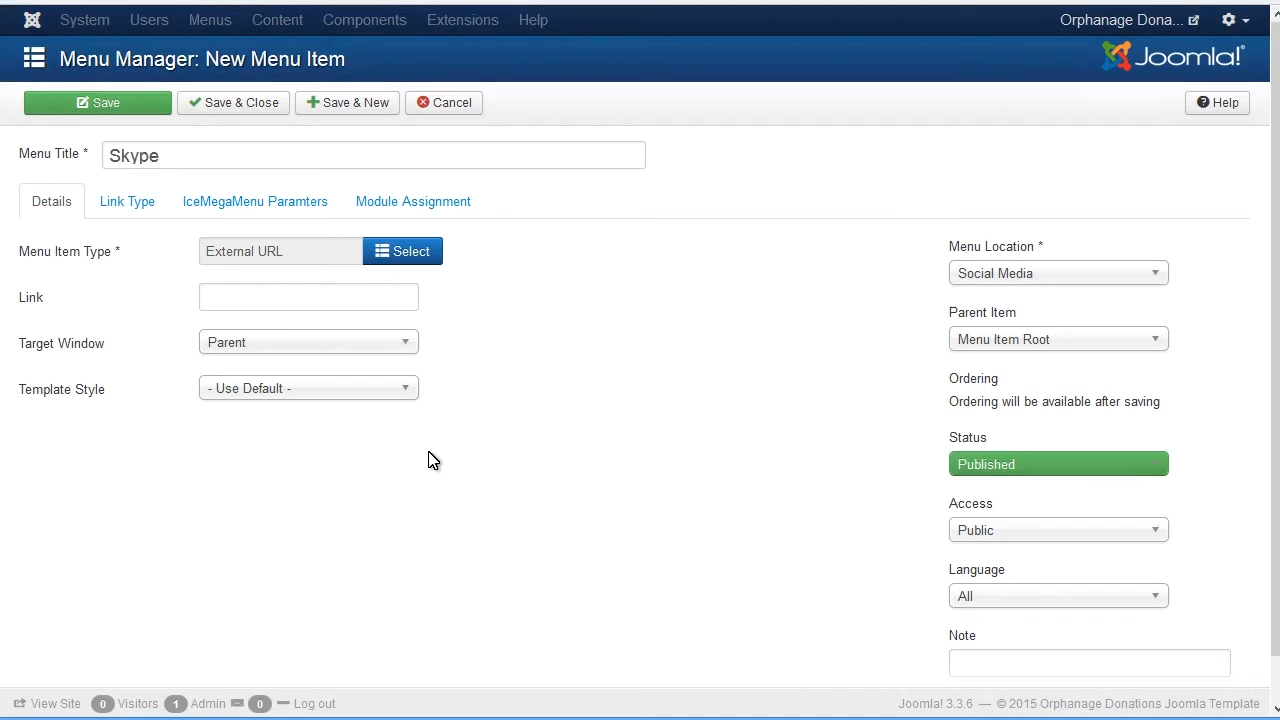 System Users Menus Content Components Extensions Help Orphanage Dona...
Menu Manager: New Menu Item Joomla!®
Save Save & Close Save & New Cancel Help
Menu Title * Skype
Details Link Type IceMegaMenu Paramters Module Assignment
Menu Item Type * External URL Select
Link
Target Window Parent
Template Style - Use Default -
Menu Location *
Social Media
Parent Item
Menu Item Root
Ordering
Ordering will be available after saving
Status
Published
Access
Public
Language
All
Note
View Site 0 Visitors 1 Admin 0 Log out Joomla! 3.3.6 — © 2015 Orphanage Donations Joomla Template